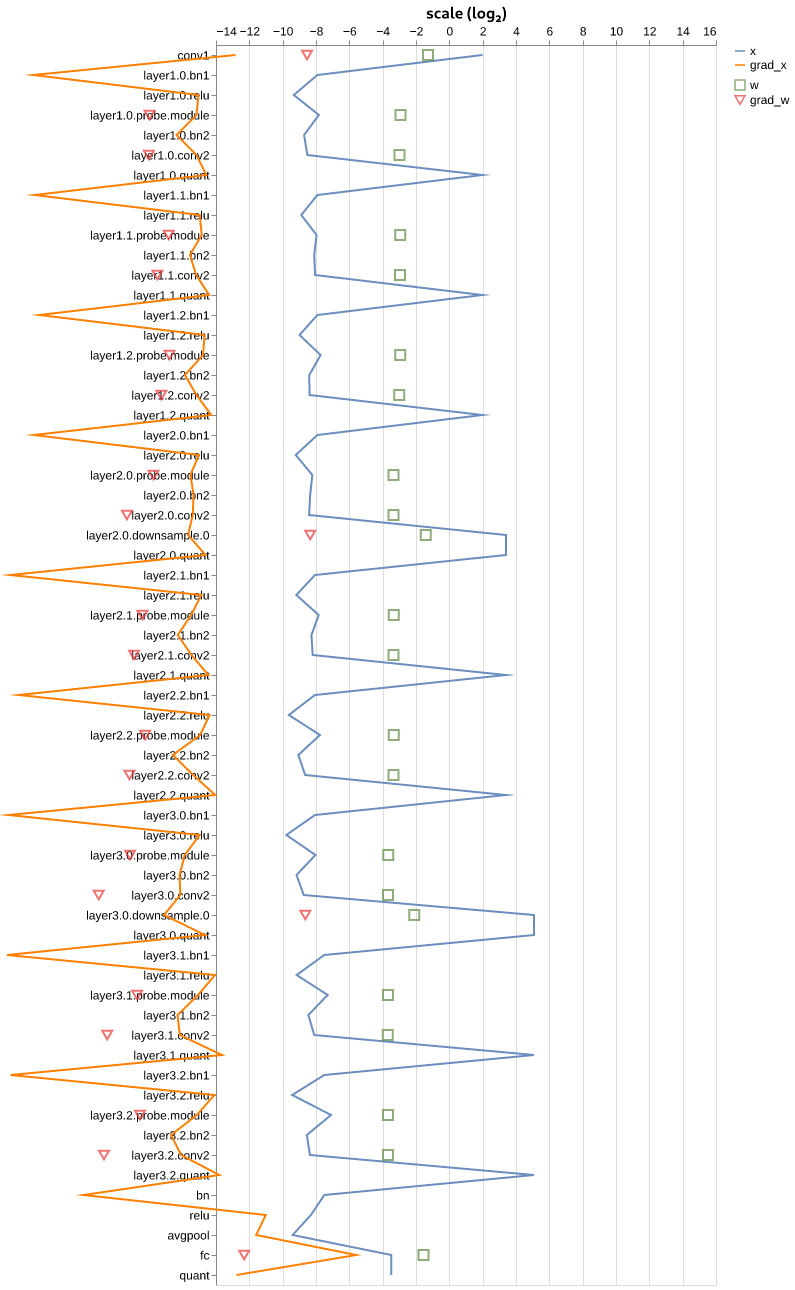 scale (log₂)
−14 −12 −10 −8 −6 −4 −2 0 2 4 6 8 10 12 14 16
x
grad_x
w
grad_w
conv1
layer1.0.bn1
layer1.0.relu
layer1.0.probe.module
layer1.0.bn2
layer1.0.conv2
layer1.0.quant
layer1.1.bn1
layer1.1.relu
layer1.1.probe.module
layer1.1.bn2
layer1.1.conv2
layer1.1.quant
layer1.2.bn1
layer1.2.relu
layer1.2.probe.module
layer1.2.bn2
layer1.2.conv2
layer1.2.quant
layer2.0.bn1
layer2.0.relu
layer2.0.probe.module
layer2.0.bn2
layer2.0.conv2
layer2.0.downsample.0
layer2.0.quant
layer2.1.bn1
layer2.1.relu
layer2.1.probe.module
layer2.1.bn2
layer2.1.conv2
layer2.1.quant
layer2.2.bn1
layer2.2.relu
layer2.2.probe.module
layer2.2.bn2
layer2.2.conv2
layer2.2.quant
layer3.0.bn1
layer3.0.relu
layer3.0.probe.module
layer3.0.bn2
layer3.0.conv2
layer3.0.downsample.0
layer3.0.quant
layer3.1.bn1
layer3.1.relu
layer3.1.probe.module
layer3.1.bn2
layer3.1.conv2
layer3.1.quant
layer3.2.bn1
layer3.2.relu
layer3.2.probe.module
layer3.2.bn2
layer3.2.conv2
layer3.2.quant
bn
relu
avgpool
fc
quant